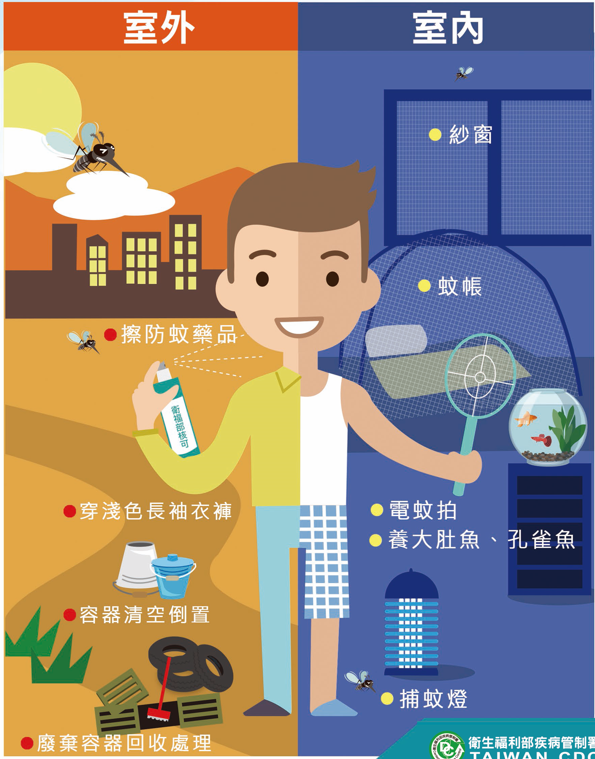 室外
室內
紗窗
蚊帳
擦防蚊藥品
衛福部核可
穿淺色長袖衣褲
電蚊拍
養大肚魚、孔雀魚
容器清空倒置
捕蚊燈
廢棄容器回收處理
衛生福利部疾病管制署
TAIWAN CDC